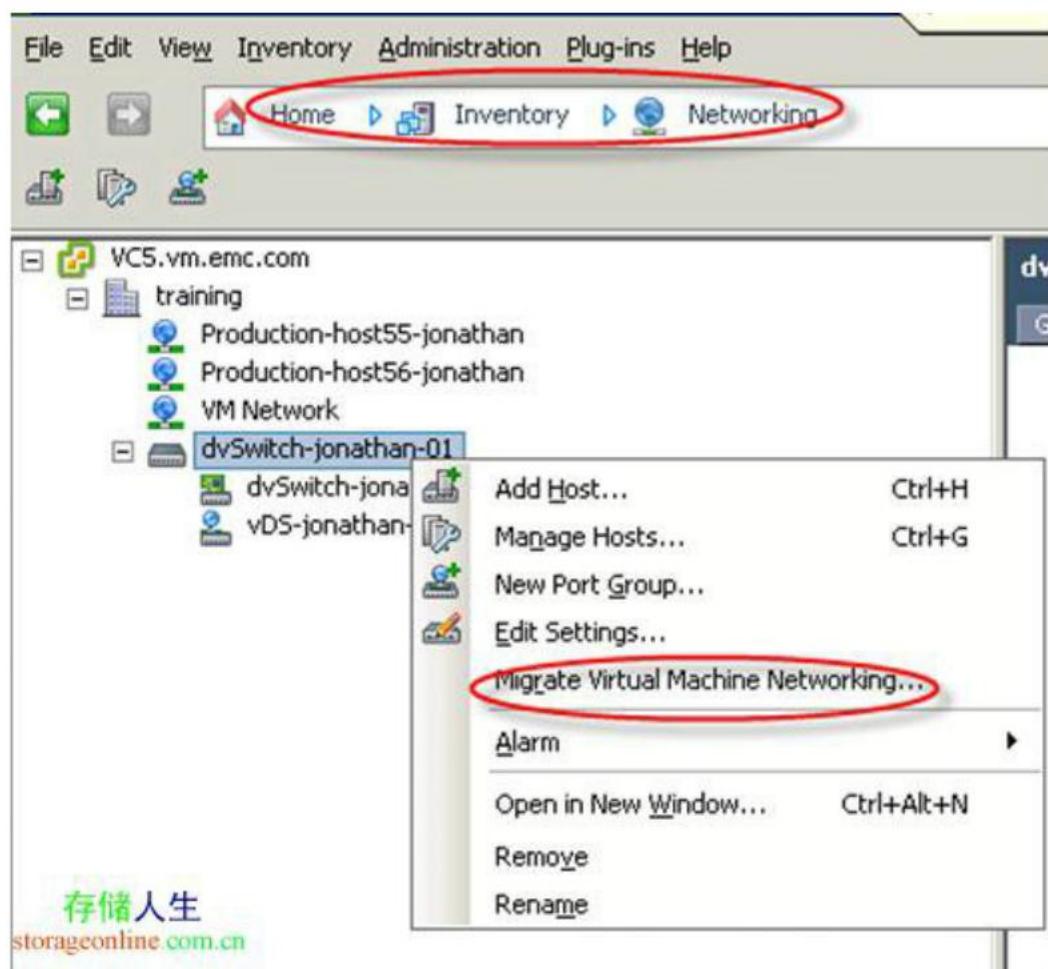 File Edit View Inventory Administration Plug-ins Help
Home Inventory Networking
VC5.vm.emc.com
training
Production-host55-jonathan
Production-host56-jonathan
VM Network
dvSwitch-jonathan-01
dvSwitch-jona
vDS-jonathan-
dv
G
Add Host... Ctrl+H
Manage Hosts... Ctrl+G
New Port Group...
Edit Settings...
Migrate Virtual Machine Networking...
Alarm
Open in New Window... Ctrl+Alt+N
Remove
Rename
存储人生
storageonline.com.cn